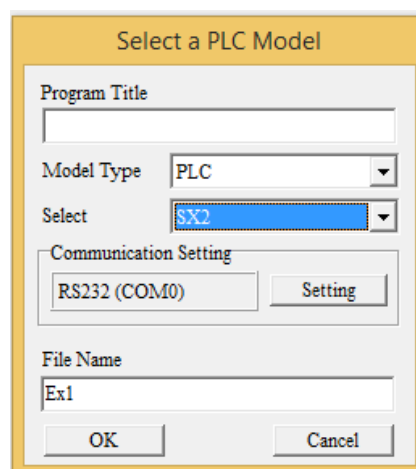 Select a PLC Model
Program Title
Model Type PLC
Select SX2
Communication Setting
RS232 (COM0) Setting
File Name
Ex1
OK Cancel